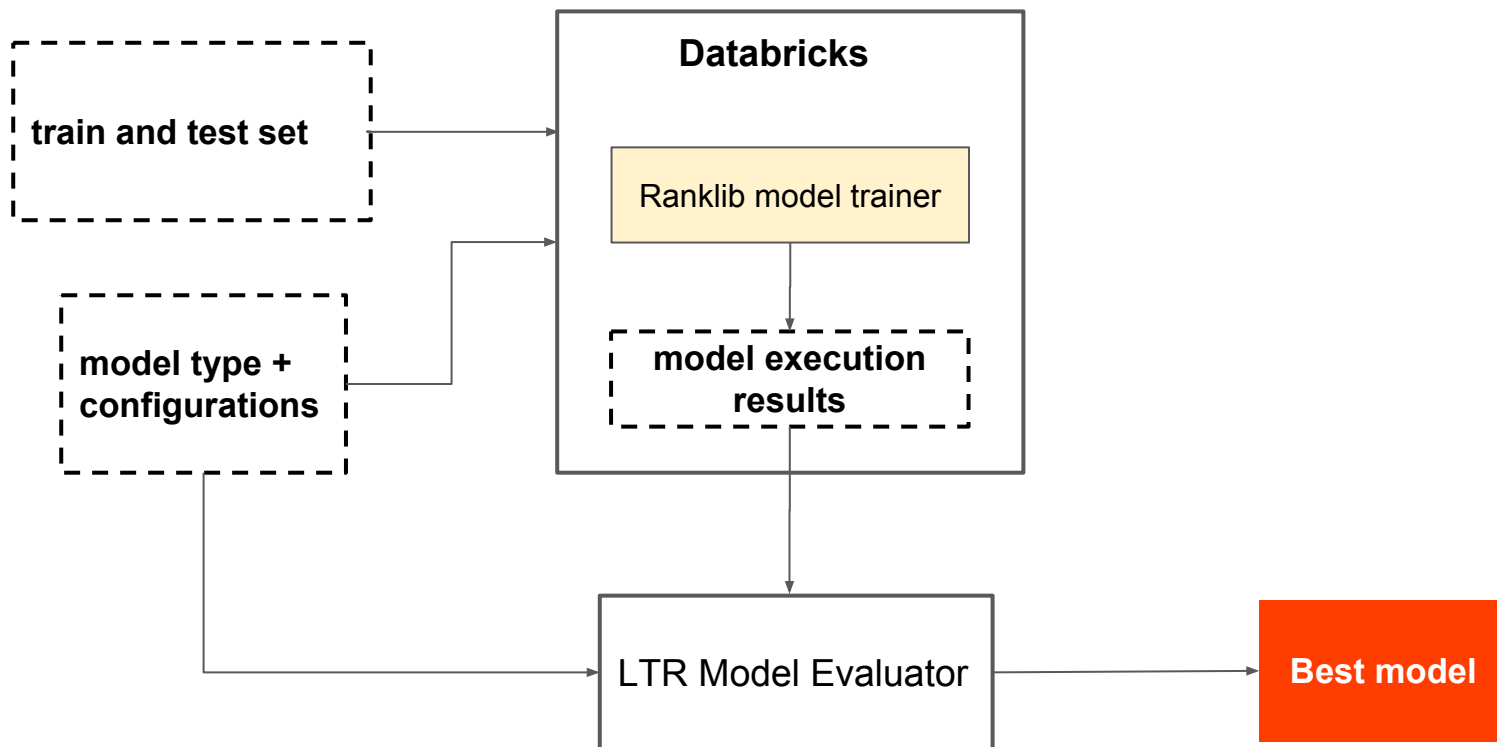 Databricks
train and test set
Ranklib model trainer
model type +
configurations
model execution
results
LTR Model Evaluator
Best model